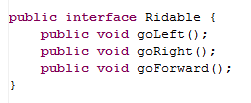 public interface Ridable {
    public void goLeft();
    public void goRight();
    public void goForward();
}